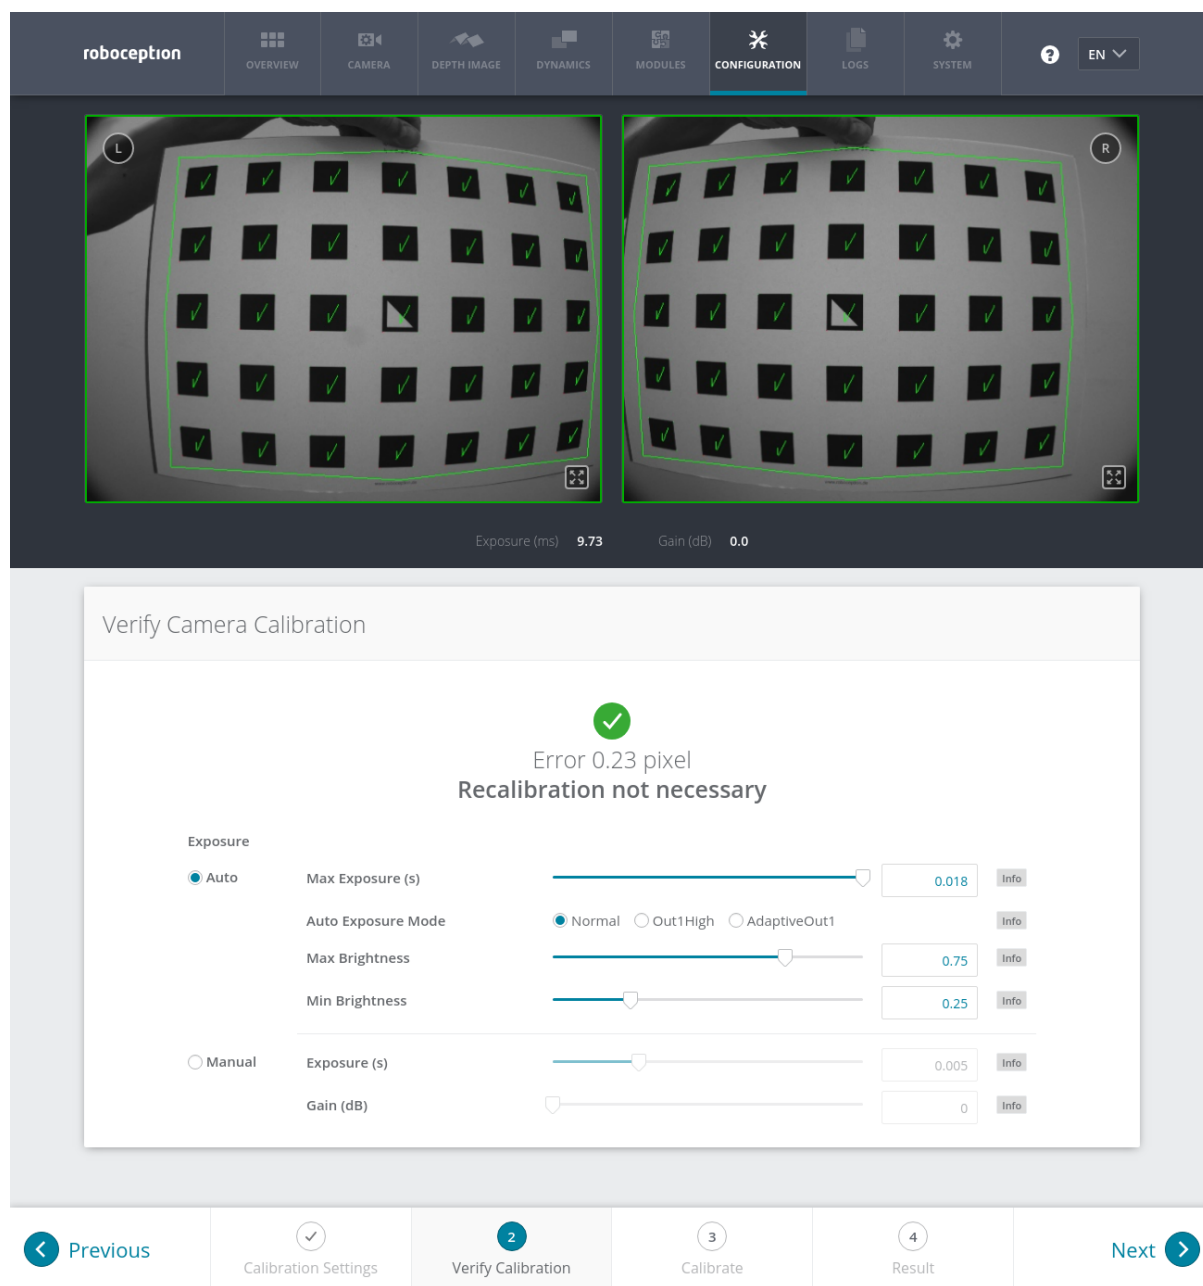 roboception
OVERVIEW
CAMERA
DEPTH IMAGE
DYNAMICS
MODULES
CONFIGURATION
LOGS
SYSTEM
?
EN
L
R
Exposure (ms) 9.73 Gain (dB) 0.0
Verify Camera Calibration
Error 0.23 pixel
Recalibration not necessary
Exposure
Auto Max Exposure (s) 0.018 Info
Auto Exposure Mode Normal Out1High AdaptiveOut1 Info
Max Brightness 0.75 Info
Min Brightness 0.25 Info
Manual Exposure (s) 0.005 Info
Gain (dB) 0 Info
Previous
Calibration Settings
2
Verify Calibration
3
Calibrate
4
Result
Next